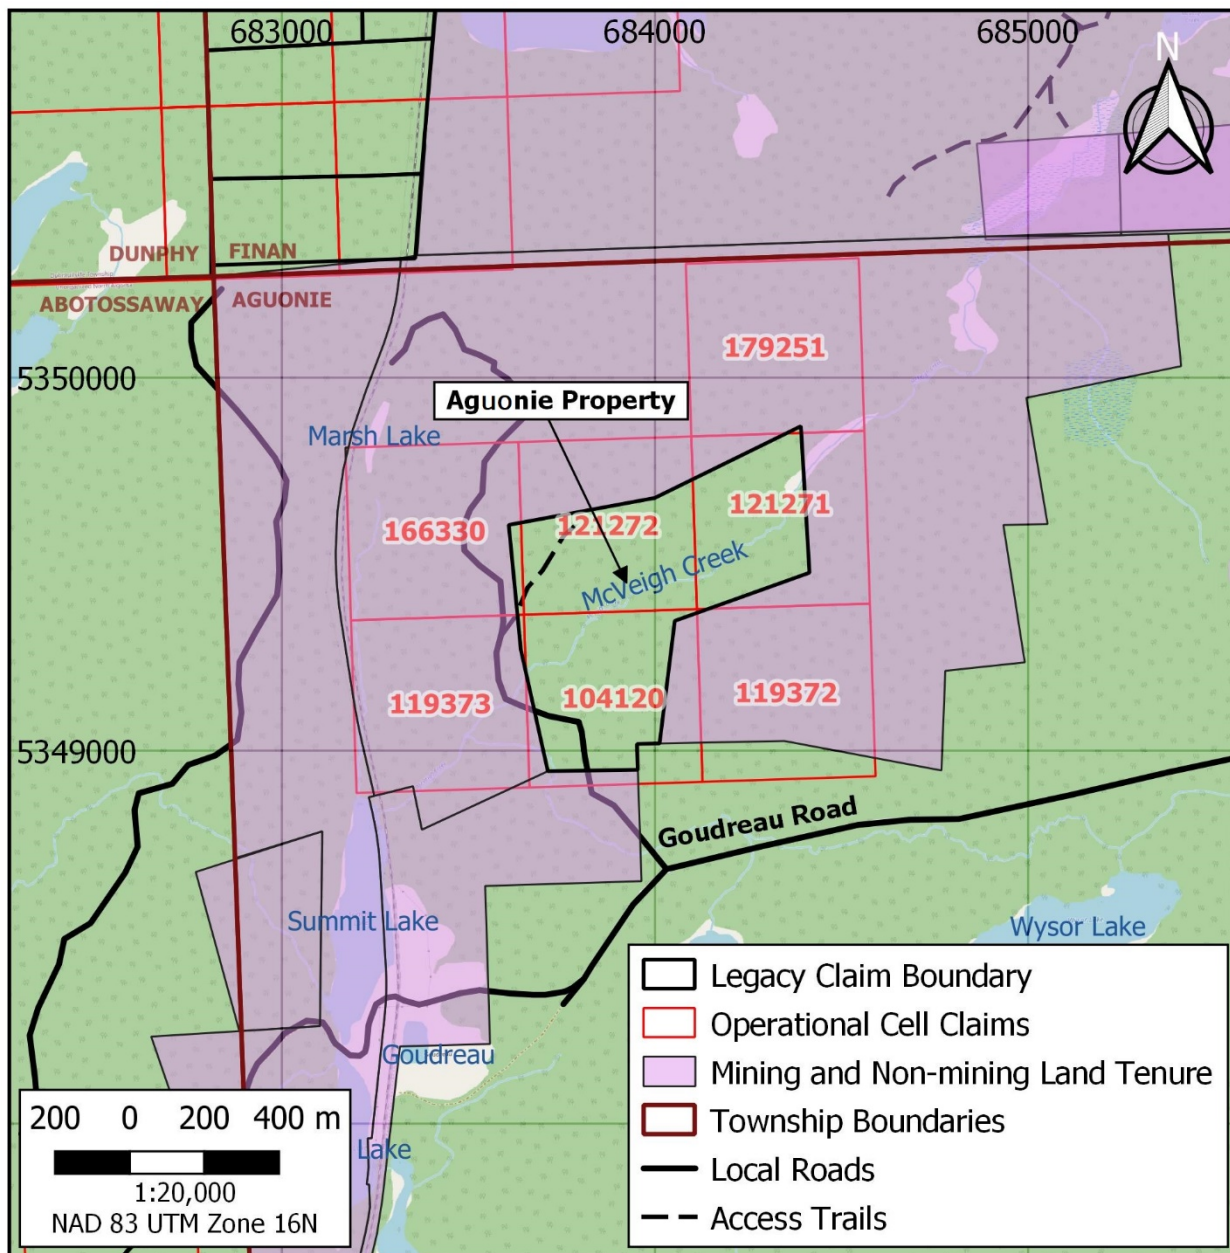 683000
684000
685000
N
DUNPHY
FINAN
ABOTOSSAWAY
AGUONIE
179251
5350000
Aguonie Property
Marsh Lake
166330
121272
121271
McVeigh Creek
119373
104120
119372
5349000
Goudreau Road
Summit Lake
Wysor Lake
Goudreau
Lake
Legacy Claim Boundary
Operational Cell Claims
Mining and Non-mining Land Tenure
Township Boundaries
Local Roads
Access Trails
200 0 200 400 m
1:20,000
NAD 83 UTM Zone 16N